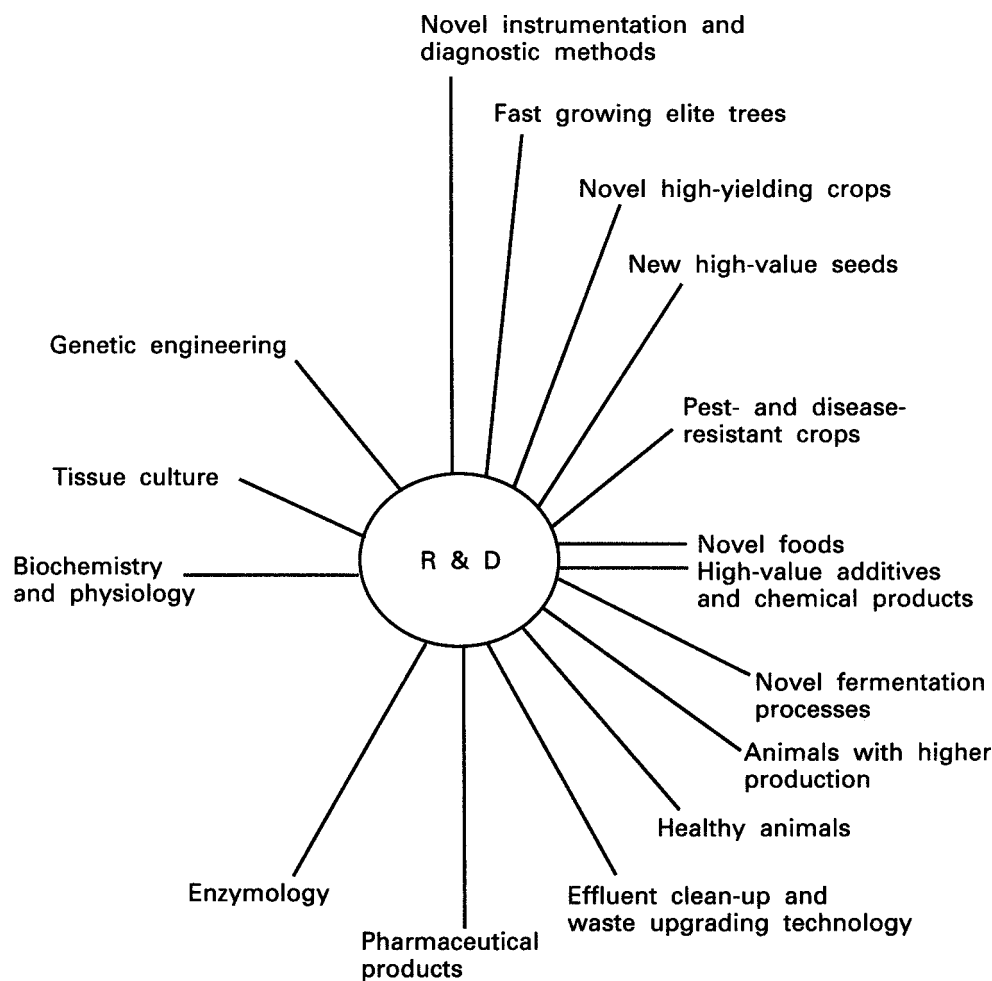 Novel instrumentation and
diagnostic methods
Fast growing elite trees
Novel high-yielding crops
New high-value seeds
Genetic engineering
Pest- and disease-
resistant crops
Tissue culture
R & D
Novel foods
High-value additives
and chemical products
Biochemistry
and physiology
Novel fermentation
processes
Animals with higher
production
Healthy animals
Enzymology
Effluent clean-up and
waste upgrading technology
Pharmaceutical
products